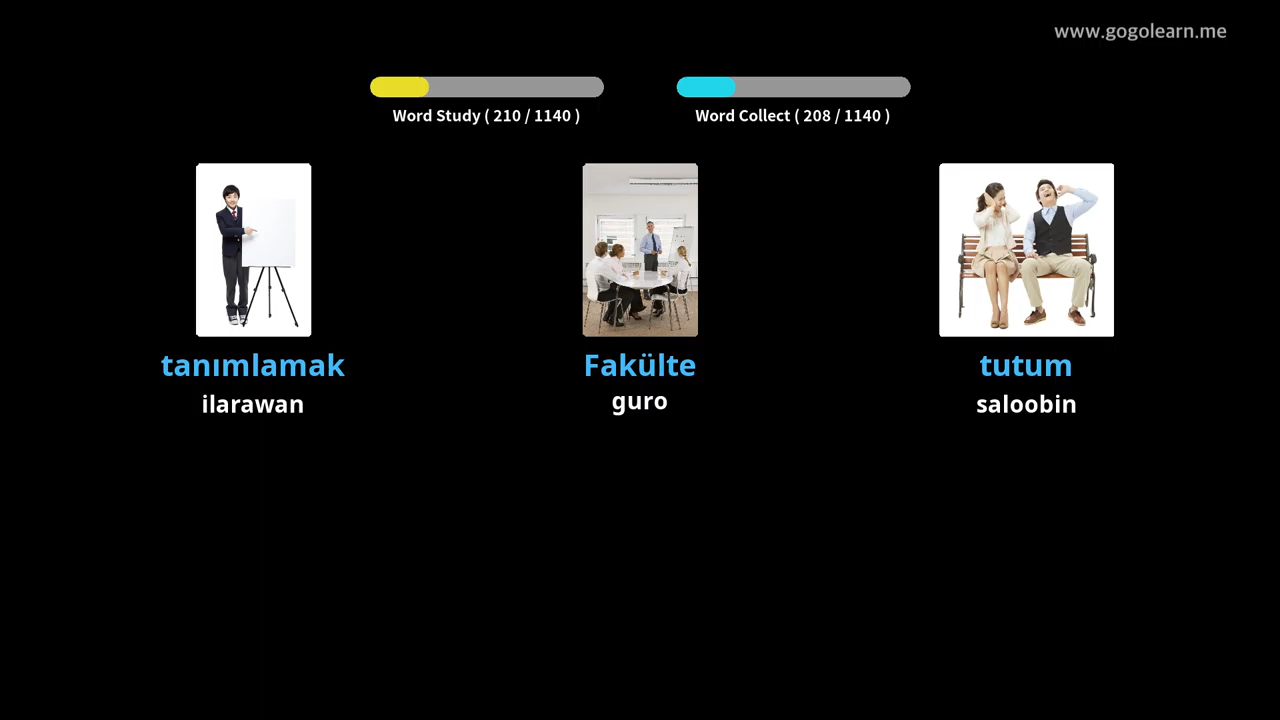 www.gogolearn.me
Word Study ( 210 / 1140 )
Word Collect ( 208 / 1140 )
tanımlamak
ilarawan
Fakülte
guro
tutum
saloobin